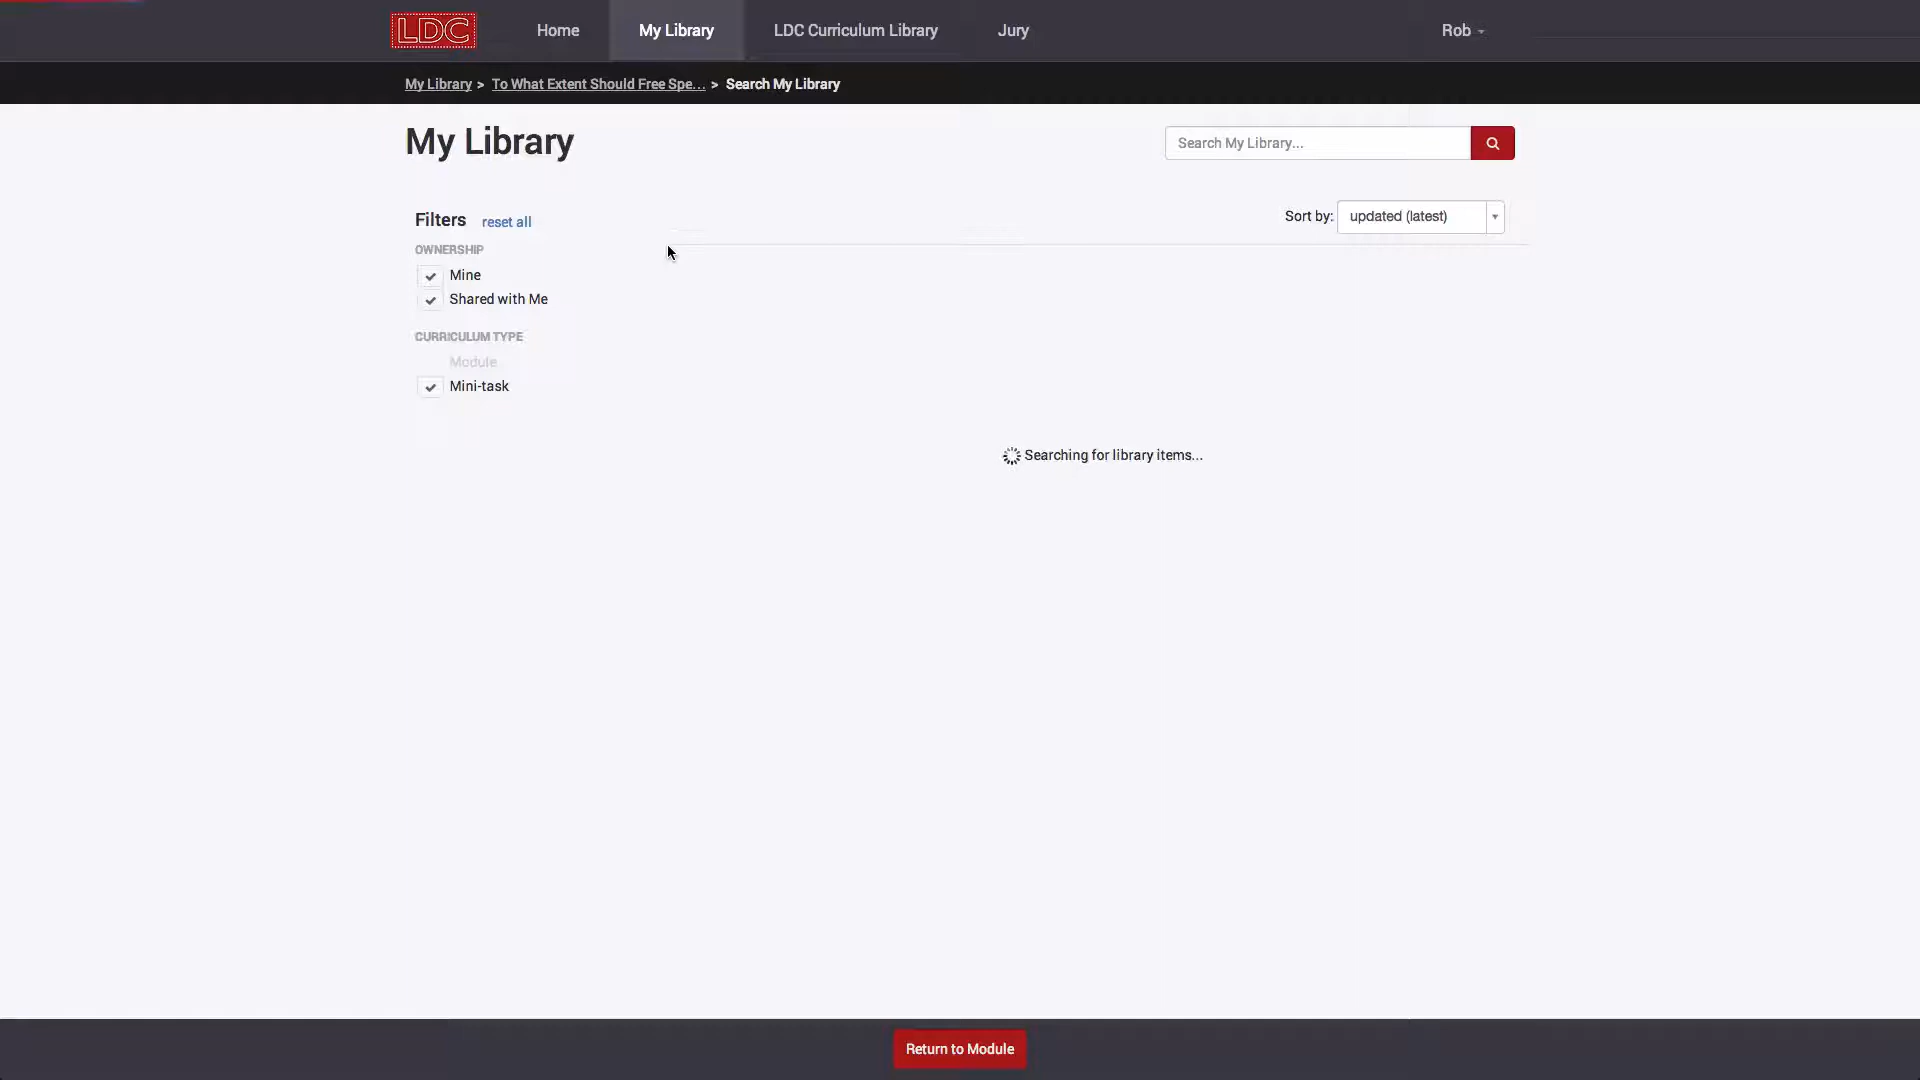 LDC Home My Library LDC Curriculum Library Jury Rob
My Library > To What Extent Should Free Spe... > Search My Library
My Library
Search My Library...
Filters reset all
Sort by: updated (latest)
OWNERSHIP
Mine
Shared with Me
CURRICULUM TYPE
Module
Mini-task
Searching for library items...
Return to Module